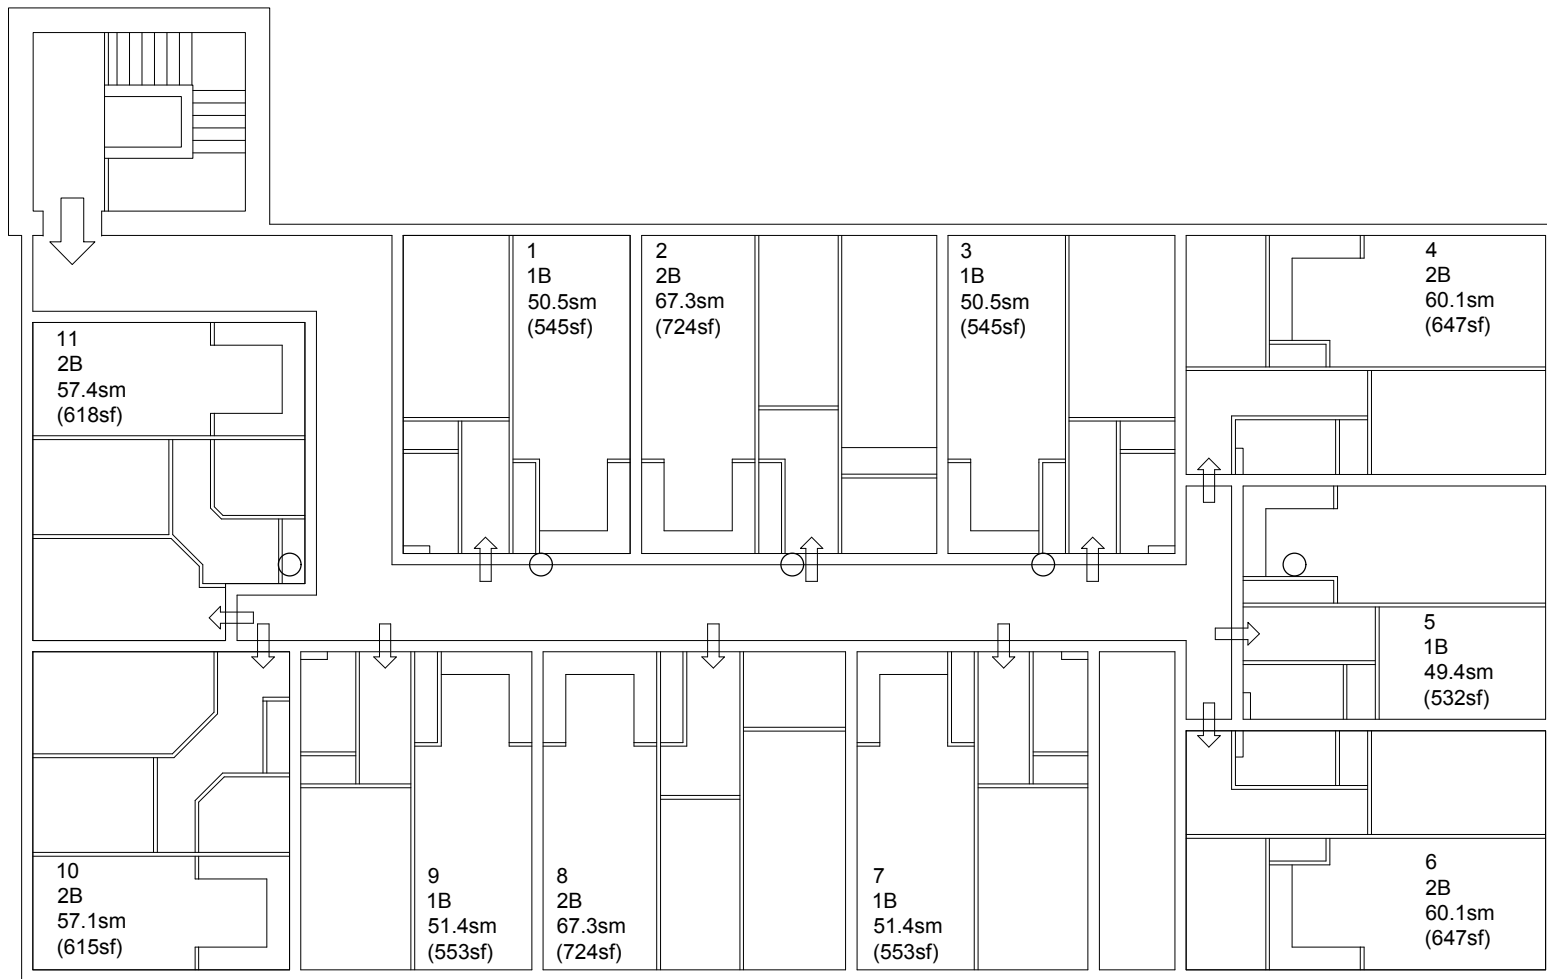 1
1B
50.5sm
(545sf)
2
2B
67.3sm
(724sf)
3
1B
50.5sm
(545sf)
4
2B
60.1sm
(647sf)
11
2B
57.4sm
(618sf)
5
1B
49.4sm
(532sf)
10
2B
57.1sm
(615sf)
9
1B
51.4sm
(553sf)
8
2B
67.3sm
(724sf)
7
1B
51.4sm
(553sf)
6
2B
60.1sm
(647sf)